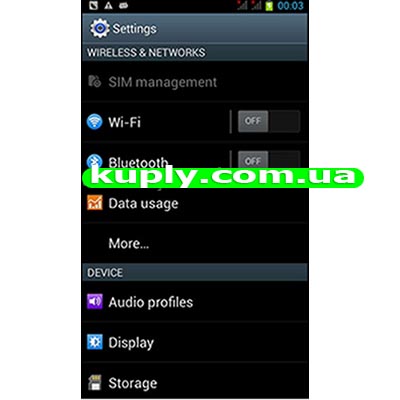 00:03
Settings
WIRELESS & NETWORKS
SIM management
Wi-Fi OFF
Bluetooth OFF
kuply.com.ua
Data usage
More...
DEVICE
Audio profiles
Display
Storage